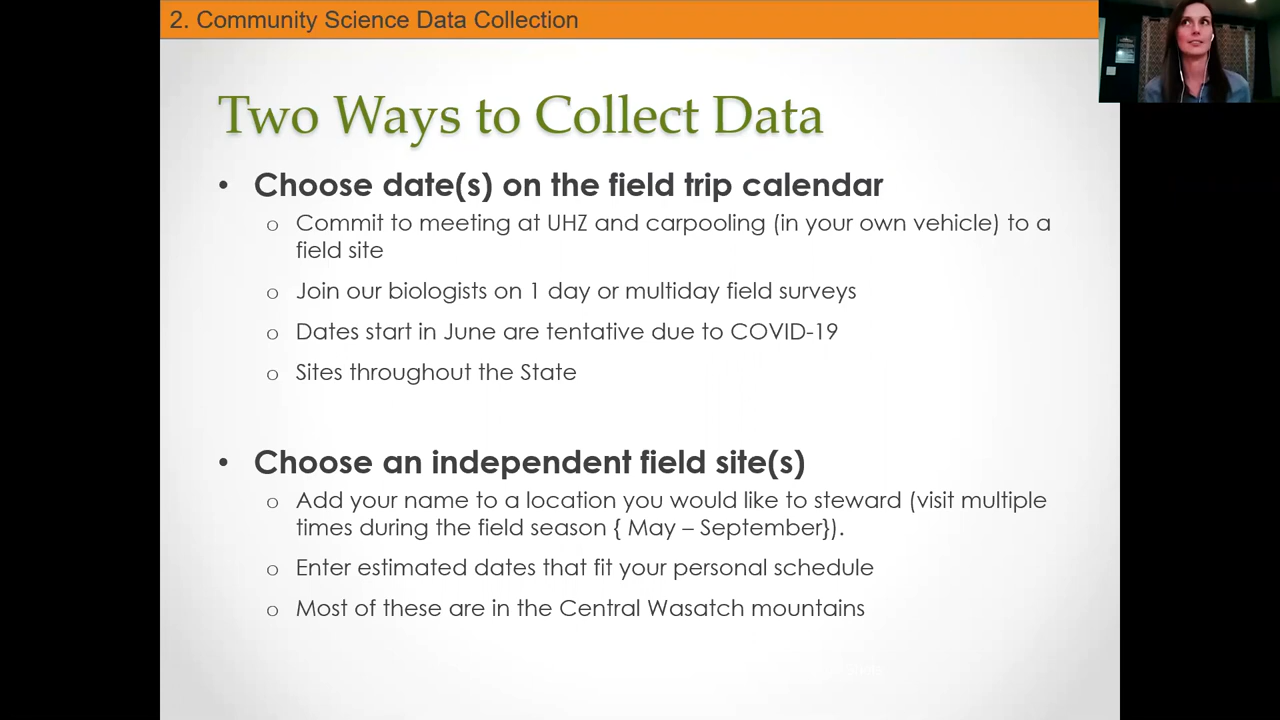 2. Community Science Data Collection
Two Ways to Collect Data
• Choose date(s) on the field trip calendar
o Commit to meeting at UHZ and carpooling (in your own vehicle) to a
field site
o Join our biologists on 1 day or multiday field surveys
o Dates start in June are tentative due to COVID-19
o Sites throughout the State
• Choose an independent field site(s)
o Add your name to a location you would like to steward (visit multiple
times during the field season { May – September}).
o Enter estimated dates that fit your personal schedule
o Most of these are in the Central Wasatch mountains